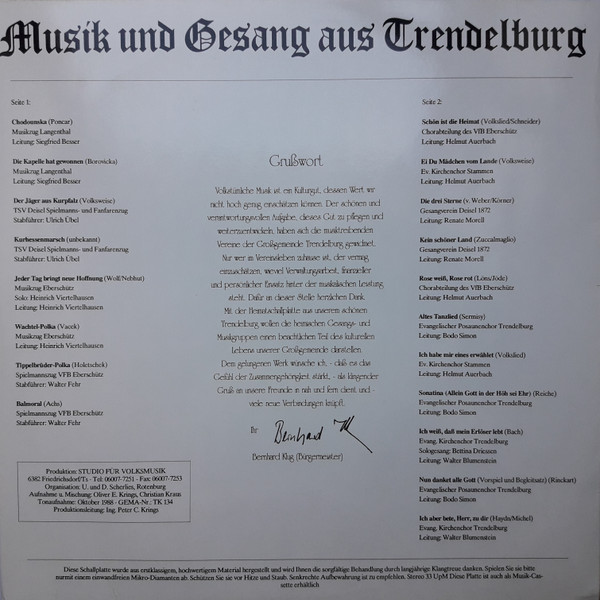 Musik und Gesang aus Trendelburg
Seite 1:
Chodounska (Poncar)
Musikzug Langenthal
Leitung: Siegfried Besser
Die Kapelle hat gewonnen (Borovicka)
Musikzug Langenthal
Leitung: Siegfried Besser
Der Jäger aus Kurpfalz (Volksweise)
TSV Deisel Spielmanns- und Fanfarenzug
Stabführer: Ulrich Übel
Kurhessenmarsch (unbekannt)
TSV Deisel Spielmanns- und Fanfarenzug
Stabführer: Ulrich Übel
Jeder Tag bring neue Hoffnung (Wolf/Nebhut)
Musikzug Eberschütz
Solo: Heinrich Viertelhausen
Leitung: Heinrich Viertelhausen
Wachtel-Polka (Vacek)
Musikzug Eberschütz
Leitung: Heinrich Viertelhausen
Tippelbrüder-Polka (Holetschek)
Spielmannszug VFB Eberschütz
Stabführer: Walter Fehr
Balmoral (Achs)
Spielmannszug VFB Eberschütz
Stabführer: Walter Fehr
Grußwort
Volkstümliche Musik ist ein Kulturgut, dessen Wert wir
nicht hoch genug einschätzen können. Der schönen und
verantwortungsvollen Aufgabe, dieses Gut zu pflegen und
weiterzuentwickeln, haben sich die musiktreibenden
Vereine der Großgemeinde Trendelburg gewidmet.
Nur wer im Vereinsleben zuhause ist, der vermag
einzuschätzen, wieviel Verwaltungsarbeit, finanzieller
und persönlicher Einsatz hinter der musikalischen Leistung
steht. Dafür an dieser Stelle herzlichen Dank.
Mit der Heimatschallplatte aus unserem schönen
Trendelburg wollen die heimischen Gesangs- und
Musikgruppen einen beachtlichen Teil des kulturellen
Lebens unserer Großgemeinde darstellen.
Dem gelungenen Werk wünsche ich, - daß es das
Gefühl der Zusammengehörigkeit stärkt, - als klingender
Gruß an unsere Freunde in nah und fern dient und -
viele neue Verbindungen knüpft.
Ihr
Bernhard Klug (Bürgermeister)
Seite 2:
Schön ist die Heimat (Volkslied/Schneider)
Chorabteilung des VfB Eberschütz
Leitung: Helmut Auerbach
Ei Du Mädchen vom Lande (Volksweise)
Ev. Kirchenchor Stammen
Leitung: Helmut Auerbach
Die drei Sterne (v. Weber/Körner)
Gesangverein Deisel 1872
Leitung: Renate Morell
Kein schöner Land (Zuccalmaglio)
Gesangverein Deisel 1872
Leitung: Renate Morell
Rose weiß, Rose rot (Löns/Jöde)
Chorabteilung des VFB Eberschütz
Leitung: Helmut Auerbach
Altes Tanzlied (Sermisy)
Evangelischer Posaunenchor Trendelburg
Leitung: Bodo Simon
Ich habe mir eines erwählet (Volkslied)
Ev. Kirchenchor Stammen
Leitung: Helmut Auerbach
Sonatina (Allein Gott in der Höh sei Ehr) (Reiche)
Evangelischer Posaunenchor Trendelburg
Leitung: Bodo Simon
Ich weiß, daß mein Erlöser lebt (Bach)
Evang. Kirchenchor Trendelburg
Sologesang: Bettina Driessen
Leitung: Walter Blumenstein
Nun danket alle Gott (Vorspiel und Begleitsatz) (Rinckart)
Evangelischer Posaunenchor Trendelburg
Leitung: Bodo Simon
Ich aber bete, Herr, zu dir (Haydn/Michel)
Evang. Kirchenchor Trendelburg
Leitung: Walter Blumenstein
Produktion: STUDIO FÜR VOLKSMUSIK
6382 Friedrichsdorf/Ts · Tel: 06007-7251 · Fax: 06007-7253
Organisation: U. und D. Scherlies, Rotenburg
Aufnahme u. Mischung: Oliver E. Krings, Christian Kraus
Tonaufnahme: Oktober 1988 - GEMA-Nr.: TK 134
Produktionsleitung: Ing. Peter C. Krings
Diese Schallplatte wurde aus erstklassigem, hochwertigem Material hergestellt und wird Ihnen die sorgfältige Behandlung durch langjährige Klangtreue danken. Spielen Sie sie bitte
nurmit einem einwandfreien Mikro-Diamanten ab. Schützen Sie sie vor Hitze und Staub. Senkrechte Aufbewahrung ist zu empfehlen. Stereo 33 UpM Diese Platte ist auch als Musik-Cas-
sette erhältlich